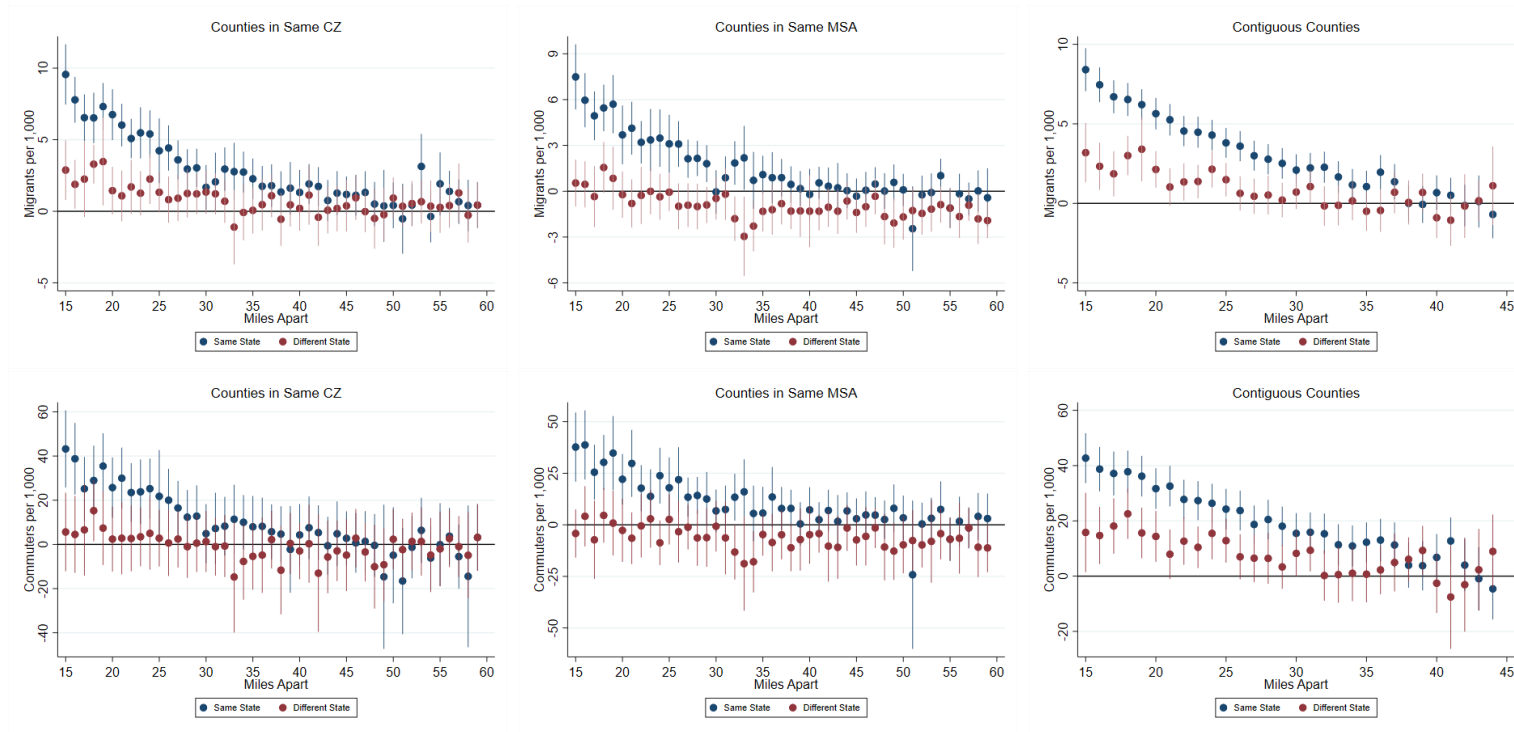 Counties in Same CZ
Migrants per 1,000
10
5
0
-5
15 20 25 30 35 40 45 50 55 60
Miles Apart
Same State Different State
Counties in Same MSA
Migrants per 1,000
9
6
3
0
-3
-6
15 20 25 30 35 40 45 50 55 60
Miles Apart
Same State Different State
Contiguous Counties
Migrants per 1,000
10
5
0
-5
15 20 25 30 35 40 45
Miles Apart
Same State Different State
Counties in Same CZ
Commuters per 1,000
60
40
20
0
-20
-40
15 20 25 30 35 40 45 50 55 60
Miles Apart
Same State Different State
Counties in Same MSA
Commuters per 1,000
50
25
0
-25
-50
15 20 25 30 35 40 45 50 55 60
Miles Apart
Same State Different State
Contiguous Counties
Commuters per 1,000
60
40
20
0
-20
15 20 25 30 35 40 45
Miles Apart
Same State Different State